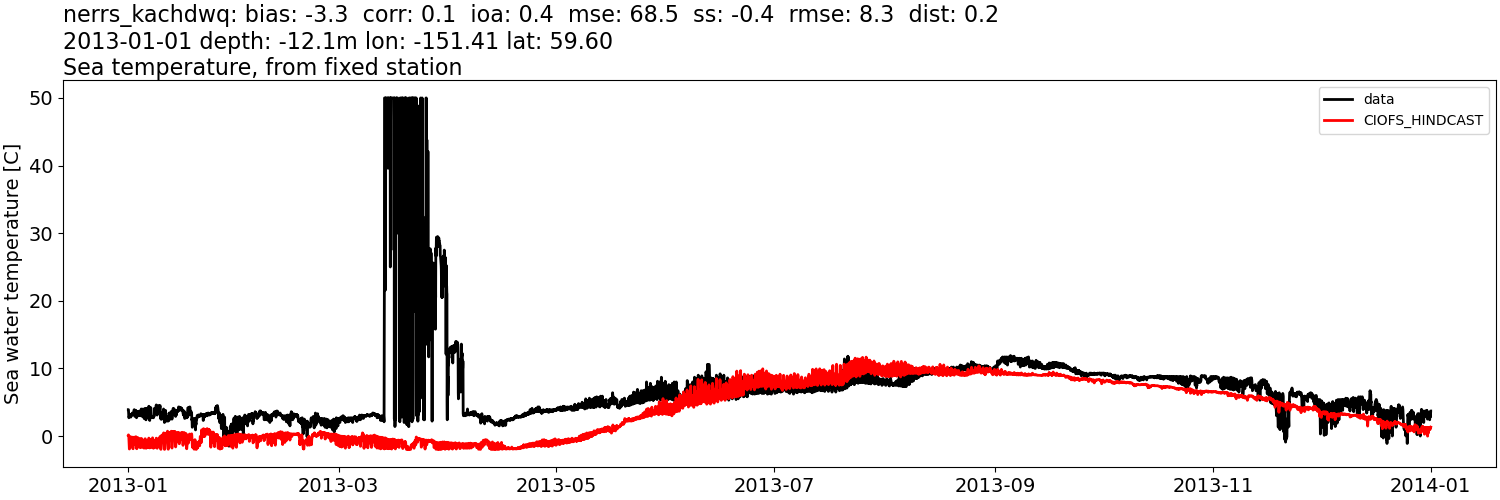 nerrs_kachdwq: bias: -3.3  corr: 0.1  ioa: 0.4  mse: 68.5  ss: -0.4  rmse: 8.3  dist: 0.2
2013-01-01 depth: -12.1m lon: -151.41 lat: 59.60
Sea temperature, from fixed station
data
CIOFS_HINDCAST
Sea water temperature [C]
50
40
30
20
10
0
2013-01
2013-03
2013-05
2013-07
2013-09
2013-11
2014-01